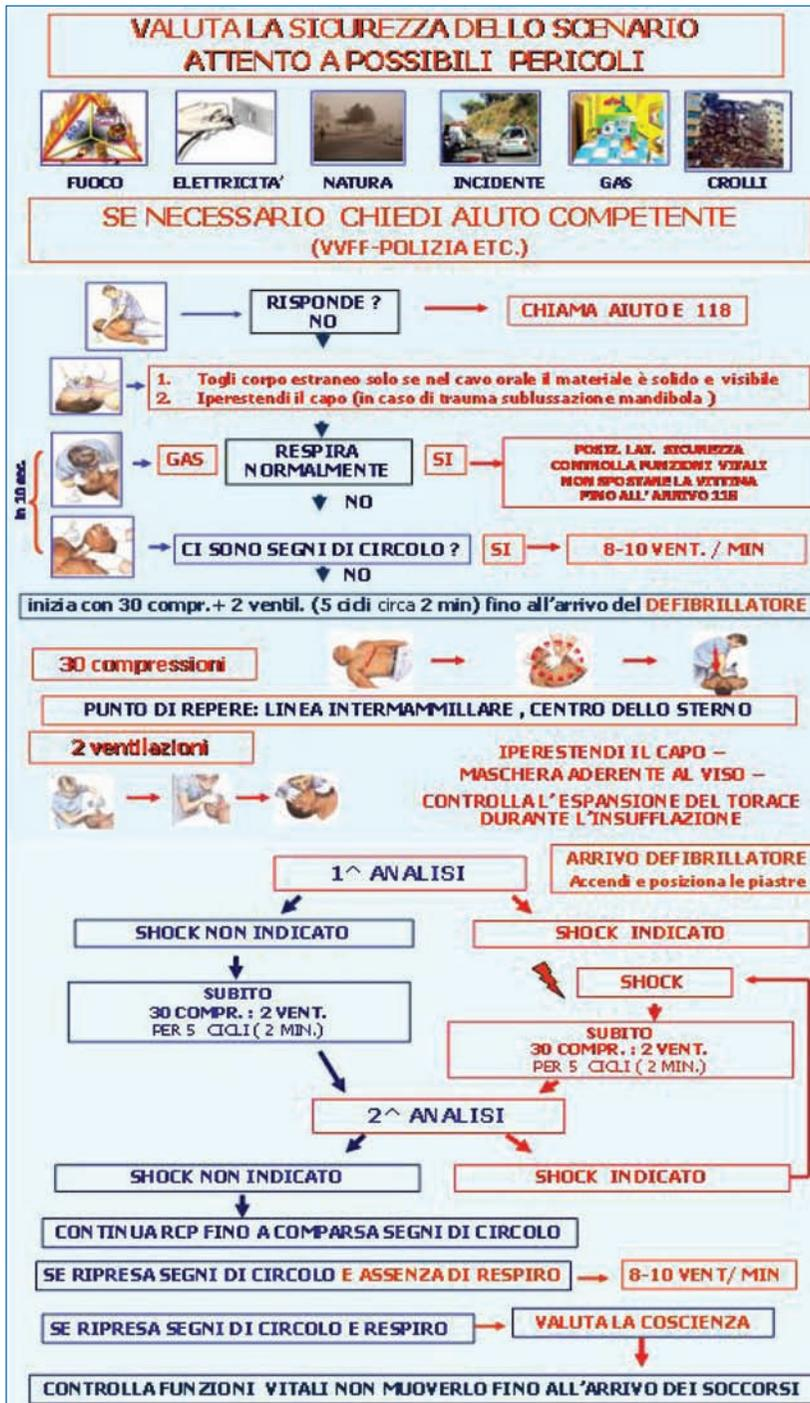 VALUTA LA SICUREZZA DELLO SCENARIO
ATTENTO A POSSIBILI PERICOLI
FUOCO
ELETTRICITA'
NATURA
INCIDENTE
GAS
CROLLI
SE NECESSARIO CHIEDI AIUTO COMPETENTE
(VVFF-POLIZIA ETC.)
RISPONDE ?
NO
CHIAMA AIUTO E 118
1. Togli corpo estraneo solo se nel cavo orale il materiale è solido e visibile
2. Iperestendi il capo (in caso di trauma sublussazione mandibola )
in 10 sec.
GAS
RESPIRA
NORMALMENTE
SI
POSIZ. LAT. SICUREZZA
CONTROLLA FUNZIONI VITALI
NON SPOSTARE LA VITTINA
FINO ALL' ARRIVO 118
NO
CI SONO SEGNI DI CIRCOLO ?
SI
8-10 VENT. / MIN
NO
inizia con 30 compr.+ 2 ventil. (5 cicli circa 2 min) fino all'arrivo del DEFIBRILLATORE
30 compressioni
PUNTO DI REPERE: LINEA INTERMAMMILLARE , CENTRO DELLO STERNO
2 ventilazioni
IPERESTENDI IL CAPO –
MASCHERA ADERENTE AL VISO –
CONTROLLA L'ESPANSIONE DEL TORACE
DURANTE L'INSUFFLAZIONE
ARRIVO DEFIBRILLATORE
Accendi e posiziona le piastre
1^ ANALISI
SHOCK NON INDICATO
SHOCK INDICATO
SHOCK
SUBITO
30 COMPR. : 2 VENT.
PER 5 CICLI ( 2 MIN.)
SUBITO
30 COMPR. : 2 VENT.
PER 5 CICLI ( 2 MIN.)
2^ ANALISI
SHOCK NON INDICATO
SHOCK INDICATO
CONTINUA RCP FINO A COMPARSA SEGNI DI CIRCOLO
SE RIPRESA SEGNI DI CIRCOLO E ASSENZA DI RESPIRO
8-10 VENT/ MIN
SE RIPRESA SEGNI DI CIRCOLO E RESPIRO
VALUTA LA COSCIENZA
CONTROLLA FUNZIONI VITALI NON MUOVERLO FINO ALL'ARRIVO DEI SOCCORSI